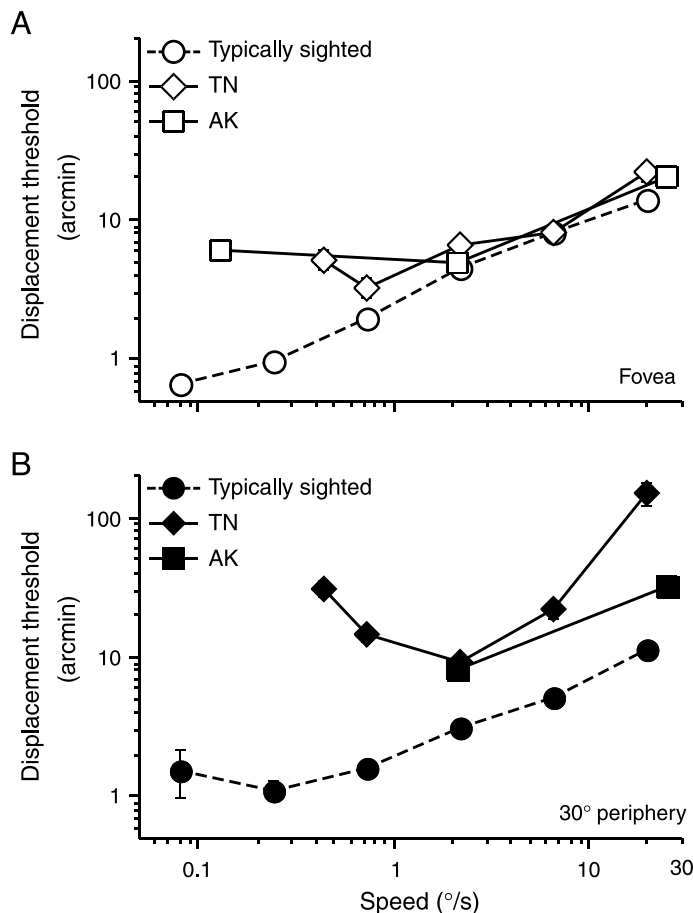 A
Typically sighted
TN
AK
Displacement threshold
(arcmin)
100
10
1
Fovea
B
Typically sighted
TN
AK
Displacement threshold
(arcmin)
100
10
1
30° periphery
0.1
1
10
30
Speed (°/s)